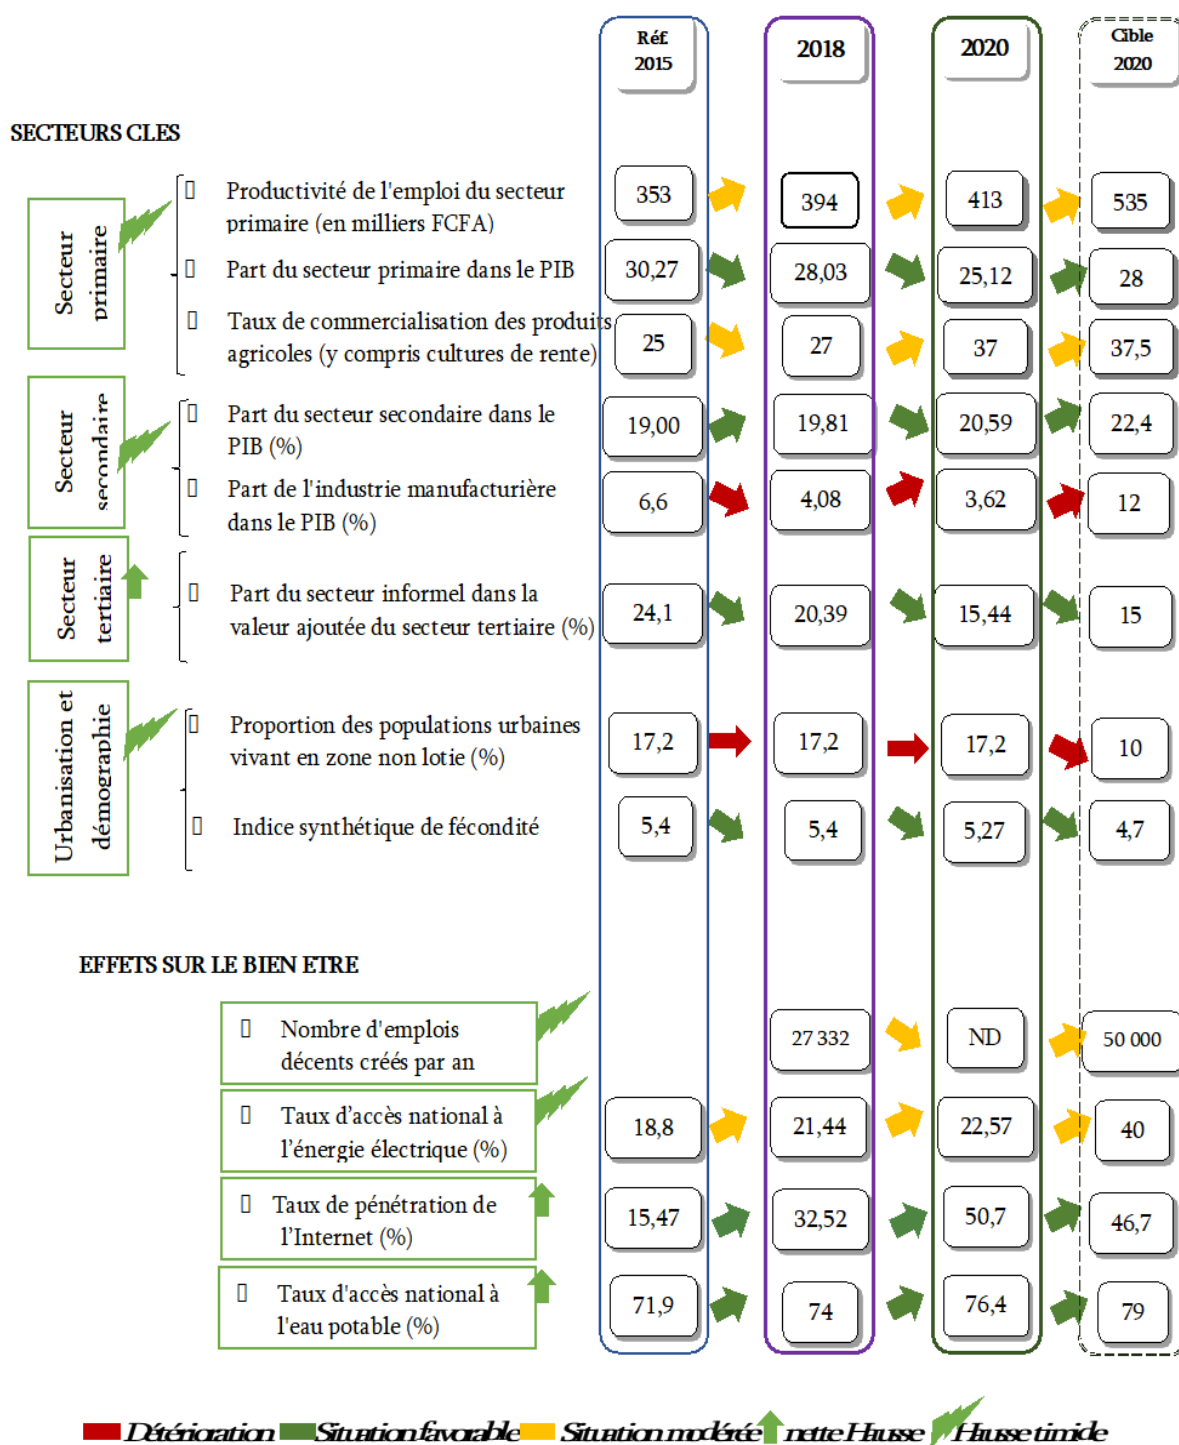 Réf.
2015
2018
2020
Cible
2020
SECTEURS CLES
Secteur
primaire
Productivité de l'emploi du secteur
primaire (en milliers FCFA)
353
394
413
535
Part du secteur primaire dans le PIB
30,27
28,03
25,12
28
Taux de commercialisation des produits
agricoles (y compris cultures de rente)
25
27
37
37,5
Secteur
secondaire
Part du secteur secondaire dans le
PIB (%)
19,00
19,81
20,59
22,4
Part de l'industrie manufacturière
dans le PIB (%)
6,6
4,08
3,62
12
Secteur
tertiaire
Part du secteur informel dans la
valeur ajoutée du secteur tertiaire (%)
24,1
20,39
15,44
15
Urbanisation et
démographie
Proportion des populations urbaines
vivant en zone non lotie (%)
17,2
17,2
17,2
10
Indice synthétique de fécondité
5,4
5,4
5,27
4,7
EFFETS SUR LE BIEN ETRE
Nombre d'emplois
décents créés par an
27 332
ND
50 000
Taux d'accès national à
l'énergie électrique (%)
18,8
21,44
22,57
40
Taux de pénétration de
l'Internet (%)
15,47
32,52
50,7
46,7
Taux d'accès national à
l'eau potable (%)
71,9
74
76,4
79
Détérioration Situation favorable Situation modérée nette Hausse Hausse timide